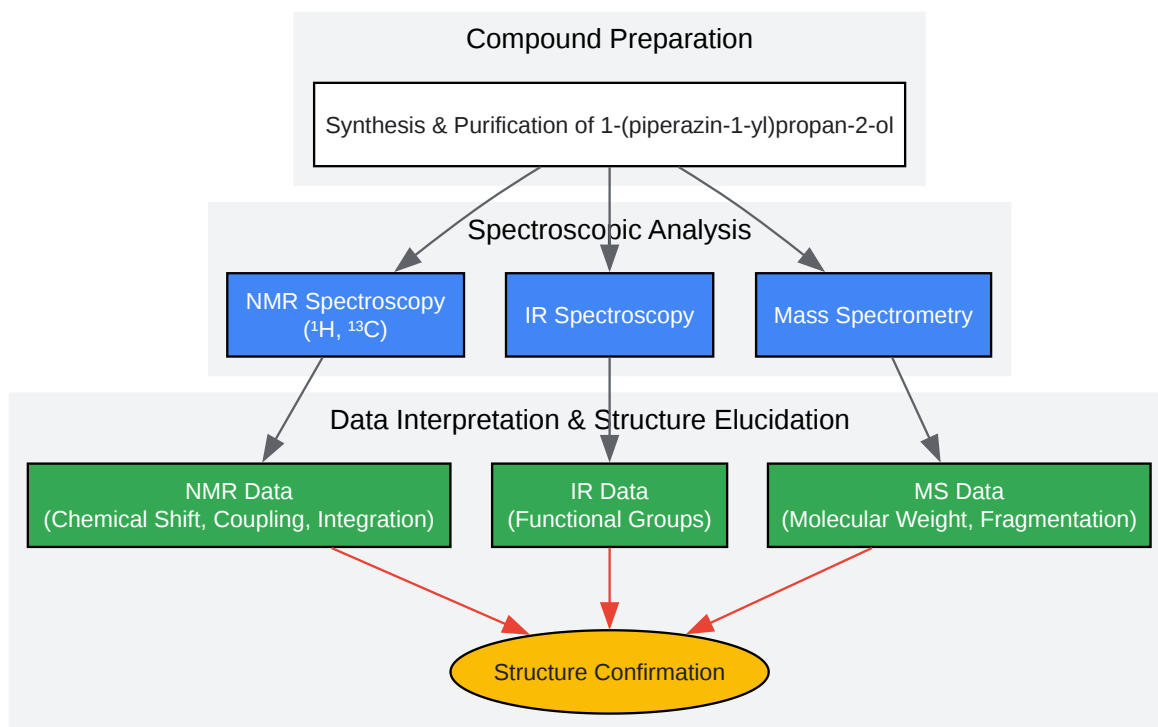 Compound Preparation
Synthesis & Purification of 1-(piperazin-1-yl)propan-2-ol
Spectroscopic Analysis
NMR Spectroscopy
(¹H, ¹³C)
IR Spectroscopy
Mass Spectrometry
Data Interpretation & Structure Elucidation
NMR Data
(Chemical Shift, Coupling, Integration)
IR Data
(Functional Groups)
MS Data
(Molecular Weight, Fragmentation)
Structure Confirmation